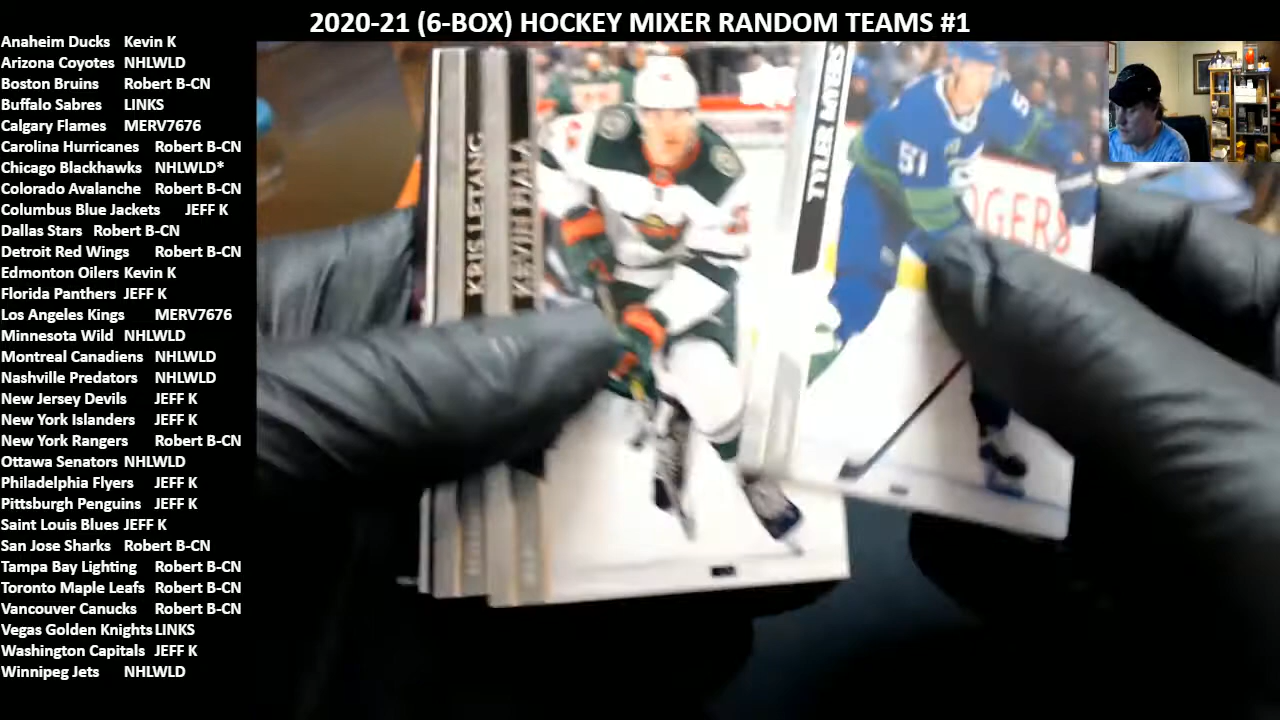 2020-21 (6-BOX) HOCKEY MIXER RANDOM TEAMS #1
Anaheim Ducks Kevin K
Arizona Coyotes NHLWLD
Boston Bruins Robert B-CN
Buffalo Sabres LINKS
Calgary Flames MERV7676
Carolina Hurricanes Robert B-CN
Chicago Blackhawks NHLWLD*
Colorado Avalanche Robert B-CN
Columbus Blue Jackets JEFF K
Dallas Stars Robert B-CN
Detroit Red Wings Robert B-CN
Edmonton Oilers Kevin K
Florida Panthers JEFF K
Los Angeles Kings MERV7676
Minnesota Wild NHLWLD
Montreal Canadiens NHLWLD
Nashville Predators NHLWLD
New Jersey Devils JEFF K
New York Islanders JEFF K
New York Rangers Robert B-CN
Ottawa Senators NHLWLD
Philadelphia Flyers JEFF K
Pittsburgh Penguins JEFF K
Saint Louis Blues JEFF K
San Jose Sharks Robert B-CN
Tampa Bay Lighting Robert B-CN
Toronto Maple Leafs Robert B-CN
Vancouver Canucks Robert B-CN
Vegas Golden Knights LINKS
Washington Capitals JEFF K
Winnipeg Jets NHLWLD
KRIS LETANG
KEVIN FIALA
TYLER MYERS
57
OGERS